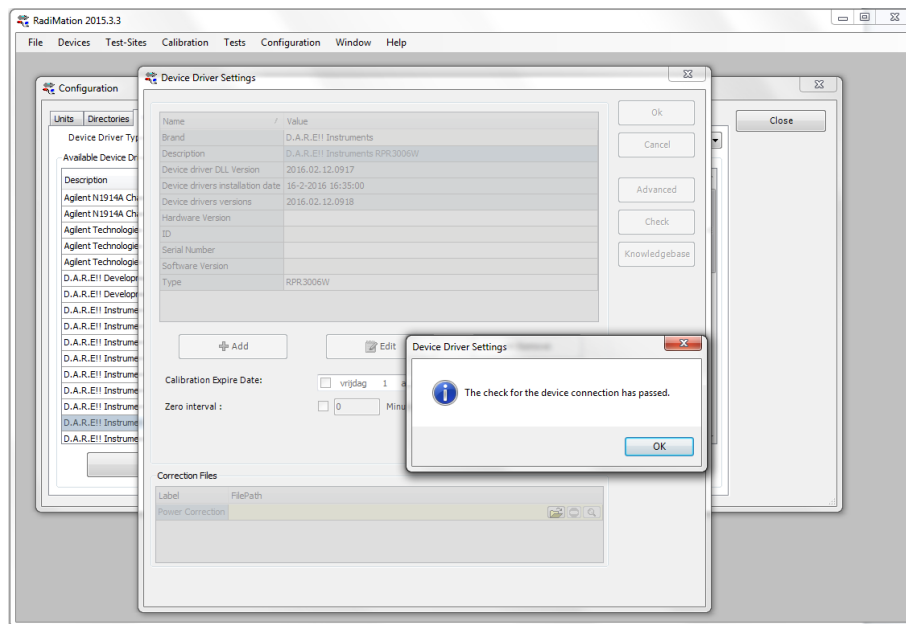 RadiMation 2015.3.3
File Devices Test-Sites Calibration Tests Configuration Window Help
Configuration
Close
Units Directories
Device Driver Typ
Available Device Dr
Description
Agilent N1914A Cha
Agilent N1914A Cha
Agilent Technologie
Agilent Technologie
Agilent Technologie
D.A.R.E!! Developm
D.A.R.E!! Developm
D.A.R.E!! Instrume
D.A.R.E!! Instrume
D.A.R.E!! Instrume
D.A.R.E!! Instrume
D.A.R.E!! Instrume
D.A.R.E!! Instrume
D.A.R.E!! Instrume
D.A.R.E!! Instrume
D.A.R.E!! Instrume
Device Driver Settings
Name Value
Brand D.A.R.E!! Instruments
Description D.A.R.E!! Instruments RPR3006W
Device driver DLL Version 2016.02.12.0917
Device drivers installation date 16-2-2016 16:35:00
Device drivers versions 2016.02.12.0918
Hardware Version
ID
Serial Number
Software Version
Type RPR3006W
Ok
Cancel
Advanced
Check
Knowledgebase
Add Edit
Calibration Expire Date: vrijdag 1 a
Zero interval : 0 Minu
Correction Files
Label FilePath
Power Correction
Device Driver Settings
The check for the device connection has passed.
OK